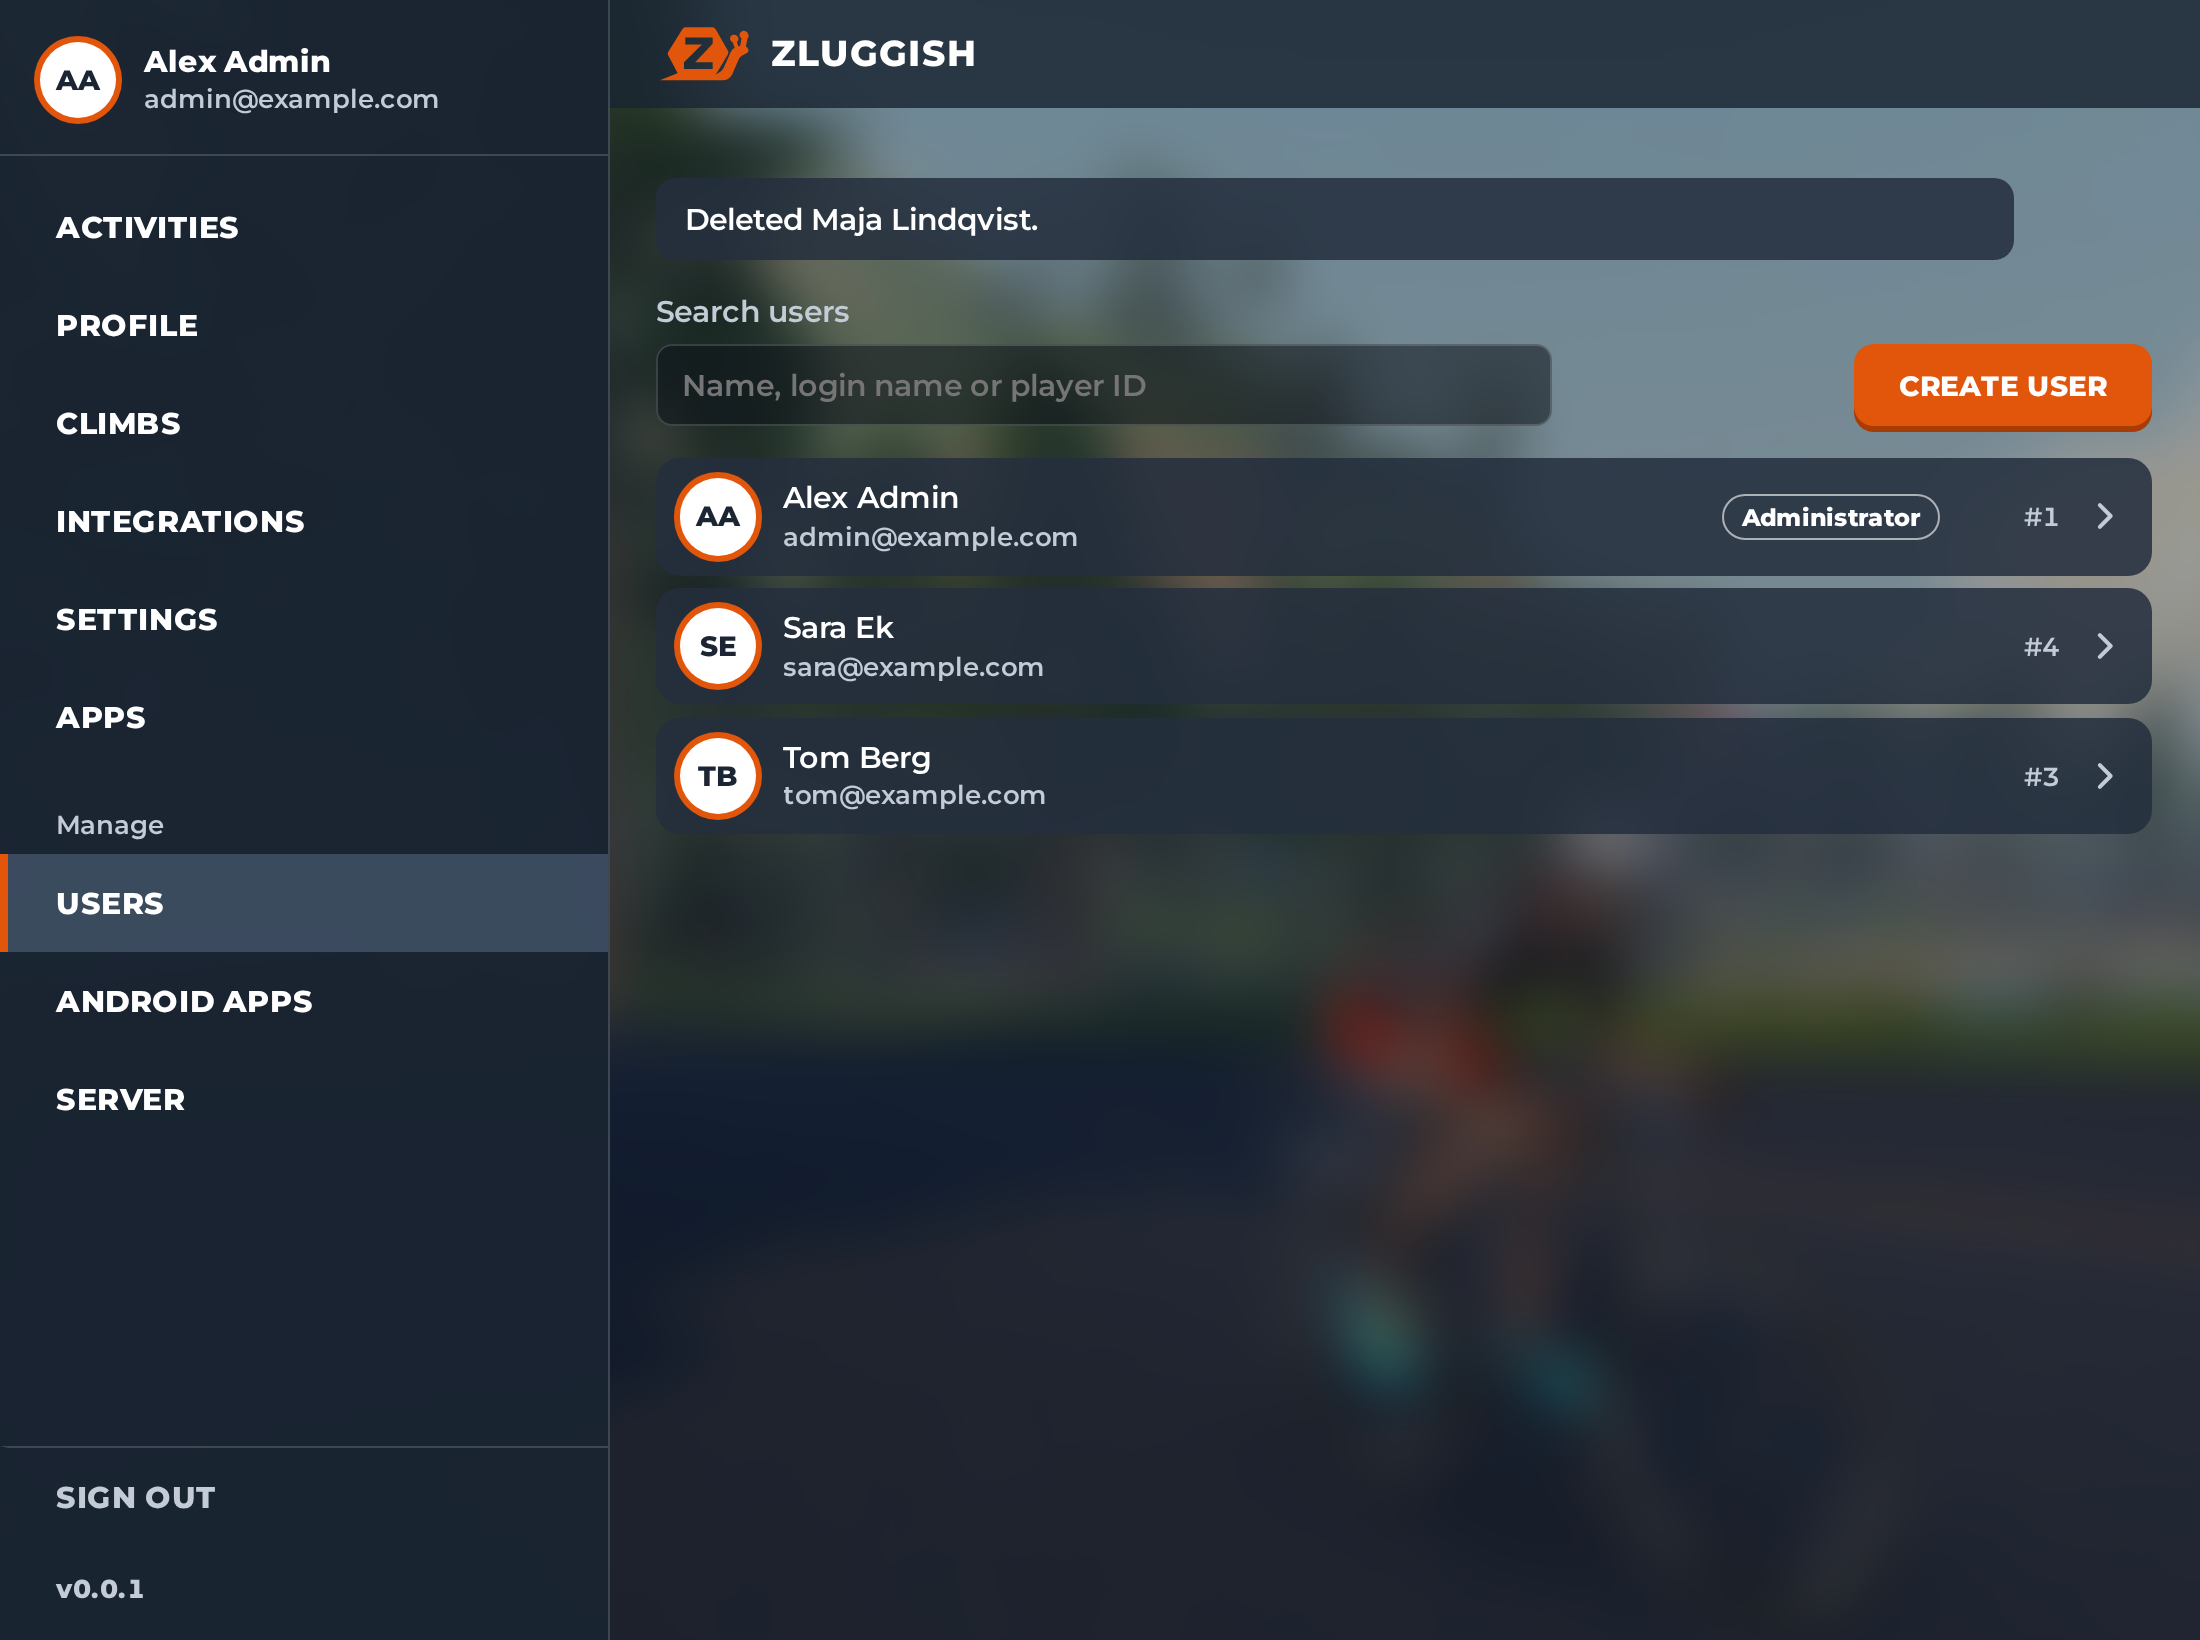 AA
Alex Admin
admin@example.com
ACTIVITIES
PROFILE
CLIMBS
INTEGRATIONS
SETTINGS
APPS
Manage
USERS
ANDROID APPS
SERVER
SIGN OUT
v0.0.1
Z ZLUGGISH
Deleted Maja Lindqvist.
Search users
Name, login name or player ID
CREATE USER
AA
Alex Admin
admin@example.com
Administrator
#1
SE
Sara Ek
sara@example.com
#4
TB
Tom Berg
tom@example.com
#3